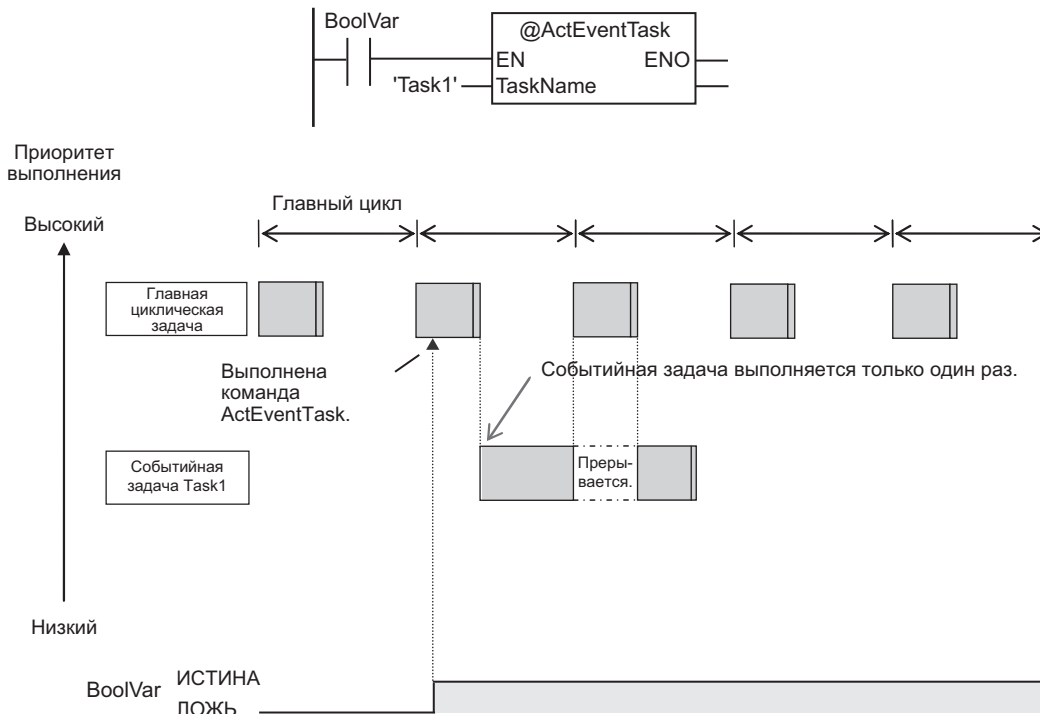 BoolVar
@ActEventTask
EN ENO
'Task1' TaskName
Приоритет
выполнения
Высокий
Главный цикл
Главная
циклическая
задача
Выполнена
команда
ActEventTask.
Событийная задача выполняется только один раз.
Событийная
задача Task1
Преры-
вается.
Низкий
BoolVar
ИСТИНА
ЛОЖЬ